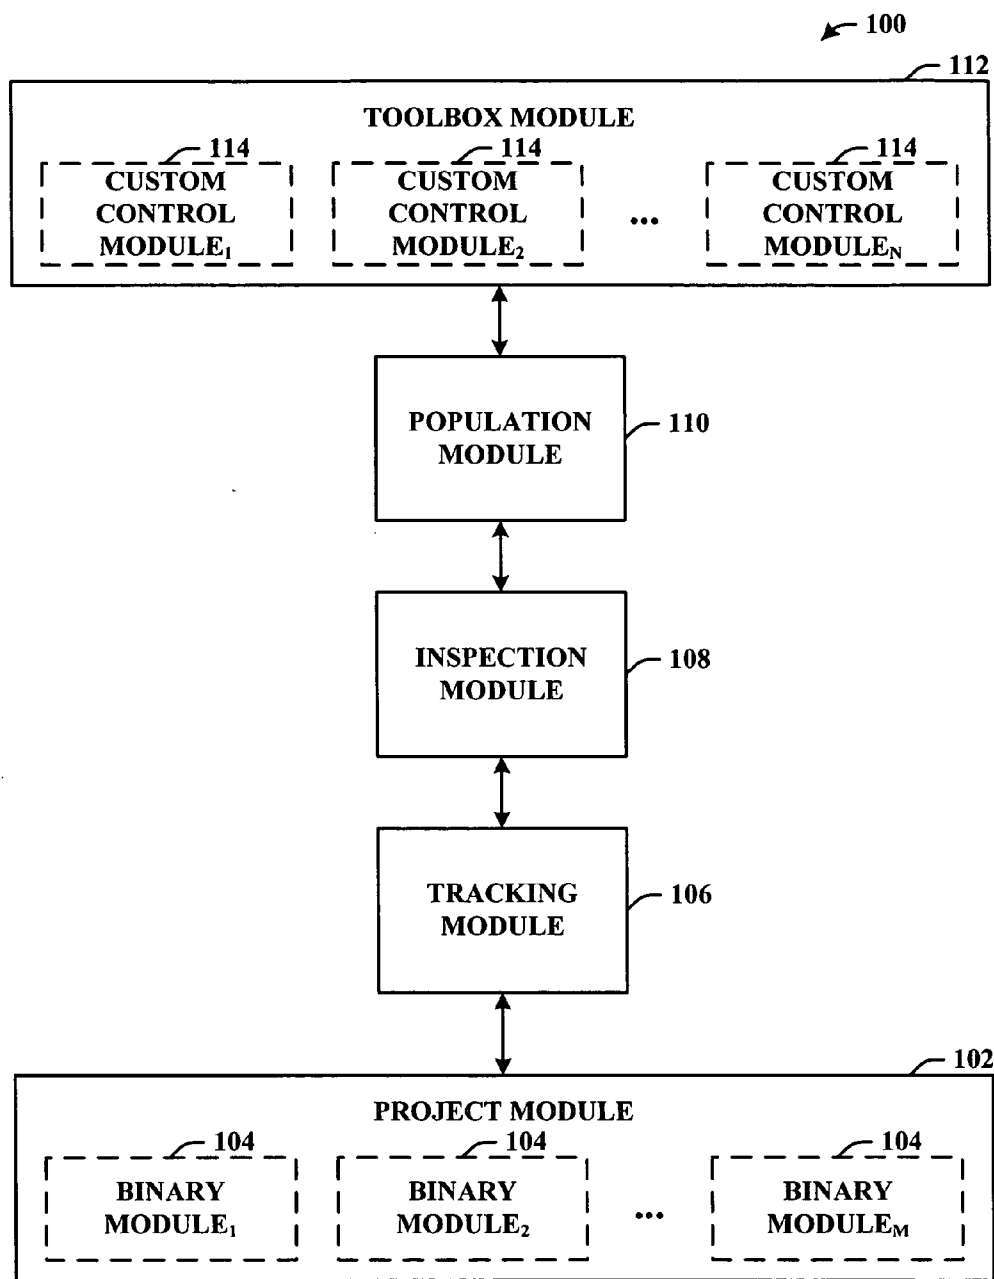 100
112
TOOLBOX MODULE
114 114 114
CUSTOM CUSTOM CUSTOM
CONTROL CONTROL ... CONTROL
MODULE₁ MODULE₂ MODULEN
POPULATION
MODULE
110
INSPECTION
MODULE
108
TRACKING
MODULE
106
102
PROJECT MODULE
104 104 104
BINARY BINARY BINARY
MODULE₁ MODULE₂ ... MODULEM